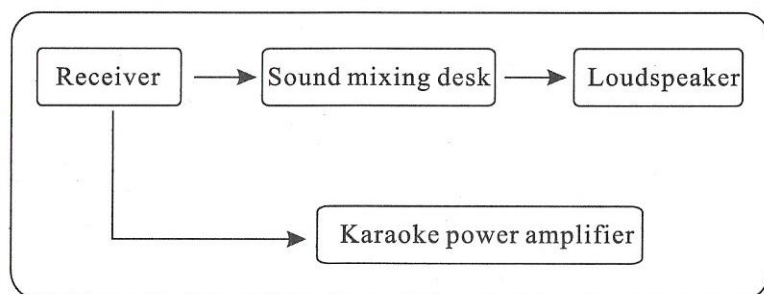 Receiver
Sound mixing desk
Loudspeaker
Karaoke power amplifier